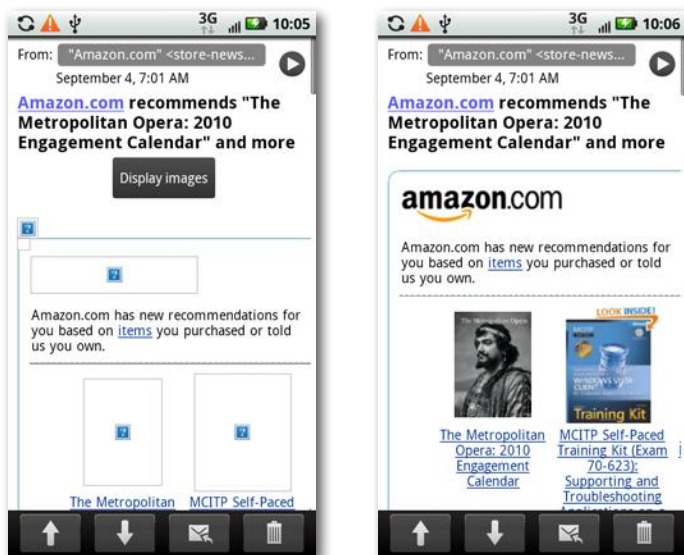 3G 10:05
From: "Amazon.com" <store-news...
September 4, 7:01 AM
Amazon.com recommends "The
Metropolitan Opera: 2010
Engagement Calendar" and more
Display images
Amazon.com has new recommendations for
you based on items you purchased or told
us you own.
The Metropolitan
MCITP Self-Paced
3G 10:06
From: "Amazon.com" <store-news...
September 4, 7:01 AM
Amazon.com recommends "The
Metropolitan Opera: 2010
Engagement Calendar" and more
amazon.com
Amazon.com has new recommendations for
you based on items you purchased or told
us you own.
The Metropolitan Opera
LOOK INSIDE!
MCITP
WINDOWS VISTA
CLIENT
Training Kit
The Metropolitan
Opera: 2010
Engagement
Calendar
MCITP Self-Paced
Training Kit (Exam
70-623):
Supporting and
Troubleshooting
Applications on a